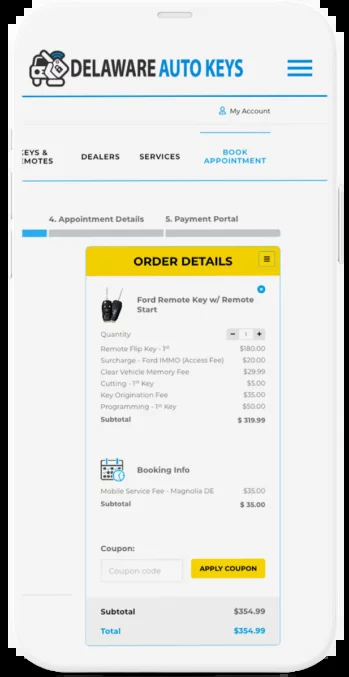 DELAWARE AUTO KEYS
My Account
KEYS & REMOTES
DEALERS
SERVICES
BOOK APPOINTMENT
4. Appointment Details
5. Payment Portal
ORDER DETAILS
Ford Remote Key w/ Remote
Start
Quantity - 1 +
Remote Flip Key - 1st $180.00
Surcharge - Ford IMMO (Access Fee) $20.00
Clear Vehicle Memory Fee $29.99
Cutting - 1st Key $5.00
Key Origination Fee $35.00
Programming - 1st Key $50.00
Subtotal $ 319.99
Booking Info
Mobile Service Fee - Magnolia DE $35.00
Subtotal $ 35.00
Coupon:
Coupon code
APPLY COUPON
Subtotal $354.99
Total $354.99